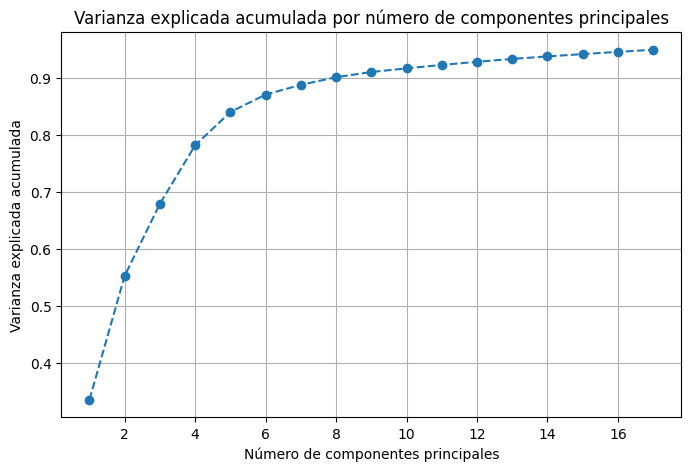 Varianza explicada acumulada por número de componentes principales
Varianza explicada acumulada
0.9
0.8
0.7
0.6
0.5
0.4
2 4 6 8 10 12 14 16
Número de componentes principales